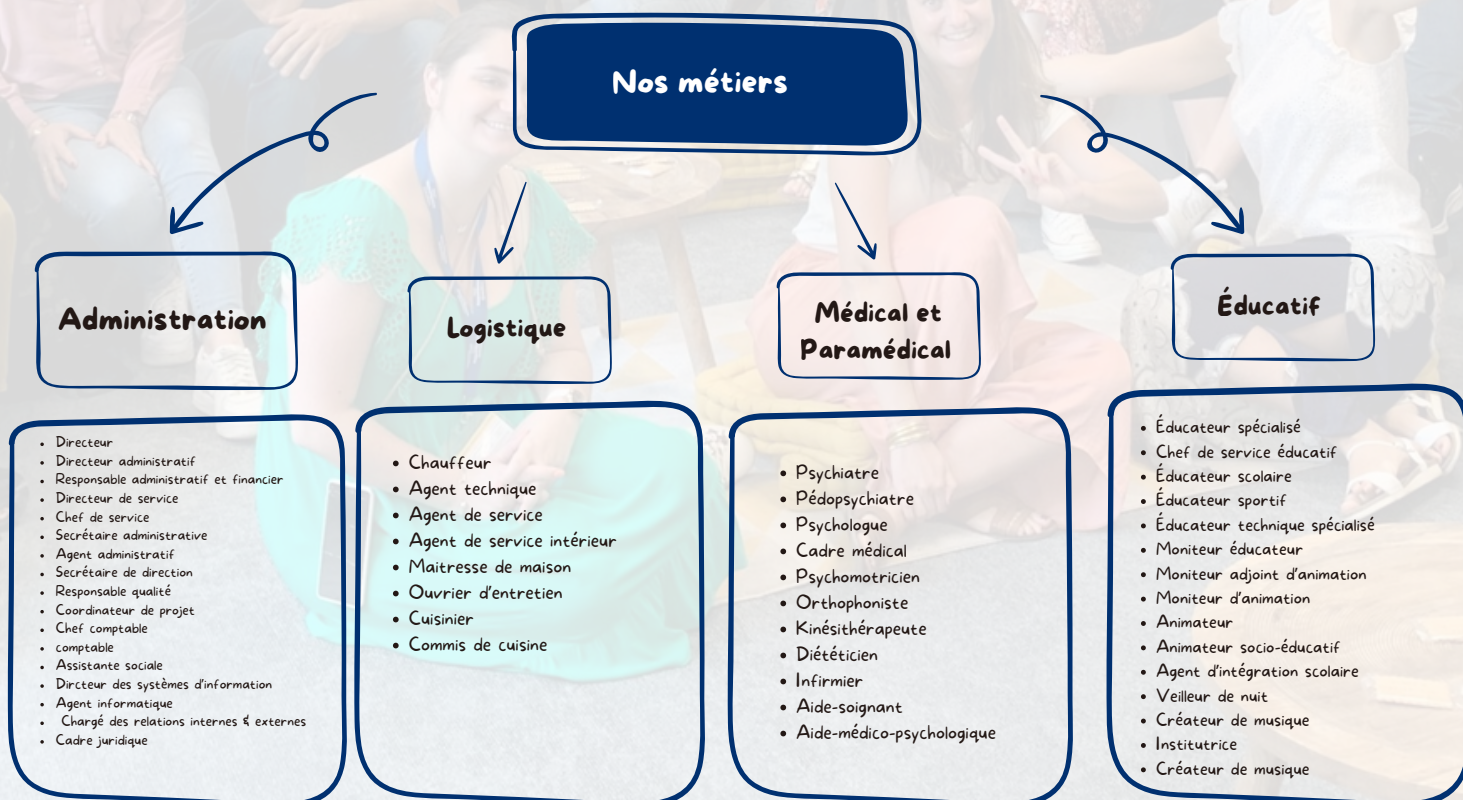 Nos métiers
Administration
Directeur
Directeur administratif
Responsable administratif et financier
Directeur de service
Chef de service
Secrétaire administrative
Agent administratif
Secrétaire de direction
Responsable qualité
Coordinateur de projet
Chef comptable
comptable
Assistante sociale
Dircteur des systèmes d'information
Agent informatique
Chargé des relations internes & externes
Cadre juridique
Logistique
Chauffeur
Agent technique
Agent de service
Agent de service intérieur
Maitresse de maison
Ouvrier d'entretien
Cuisinier
Commis de cuisine
Médical et
Paramédical
Psychiatre
Pédopsychiatre
Psychologue
Cadre médical
Psychomotricien
Orthophoniste
Kinésithérapeute
Diététicien
Infirmier
Aide-soignant
Aide-médico-psychologique
Éducatif
Éducateur spécialisé
Chef de service éducatif
Éducateur scolaire
Éducateur sportif
Éducateur technique spécialisé
Moniteur éducateur
Moniteur adjoint d'animation
Moniteur d'animation
Animateur
Animateur socio-éducatif
Agent d'intégration scolaire
Veilleur de nuit
Créateur de musique
Institutrice
Créateur de musique